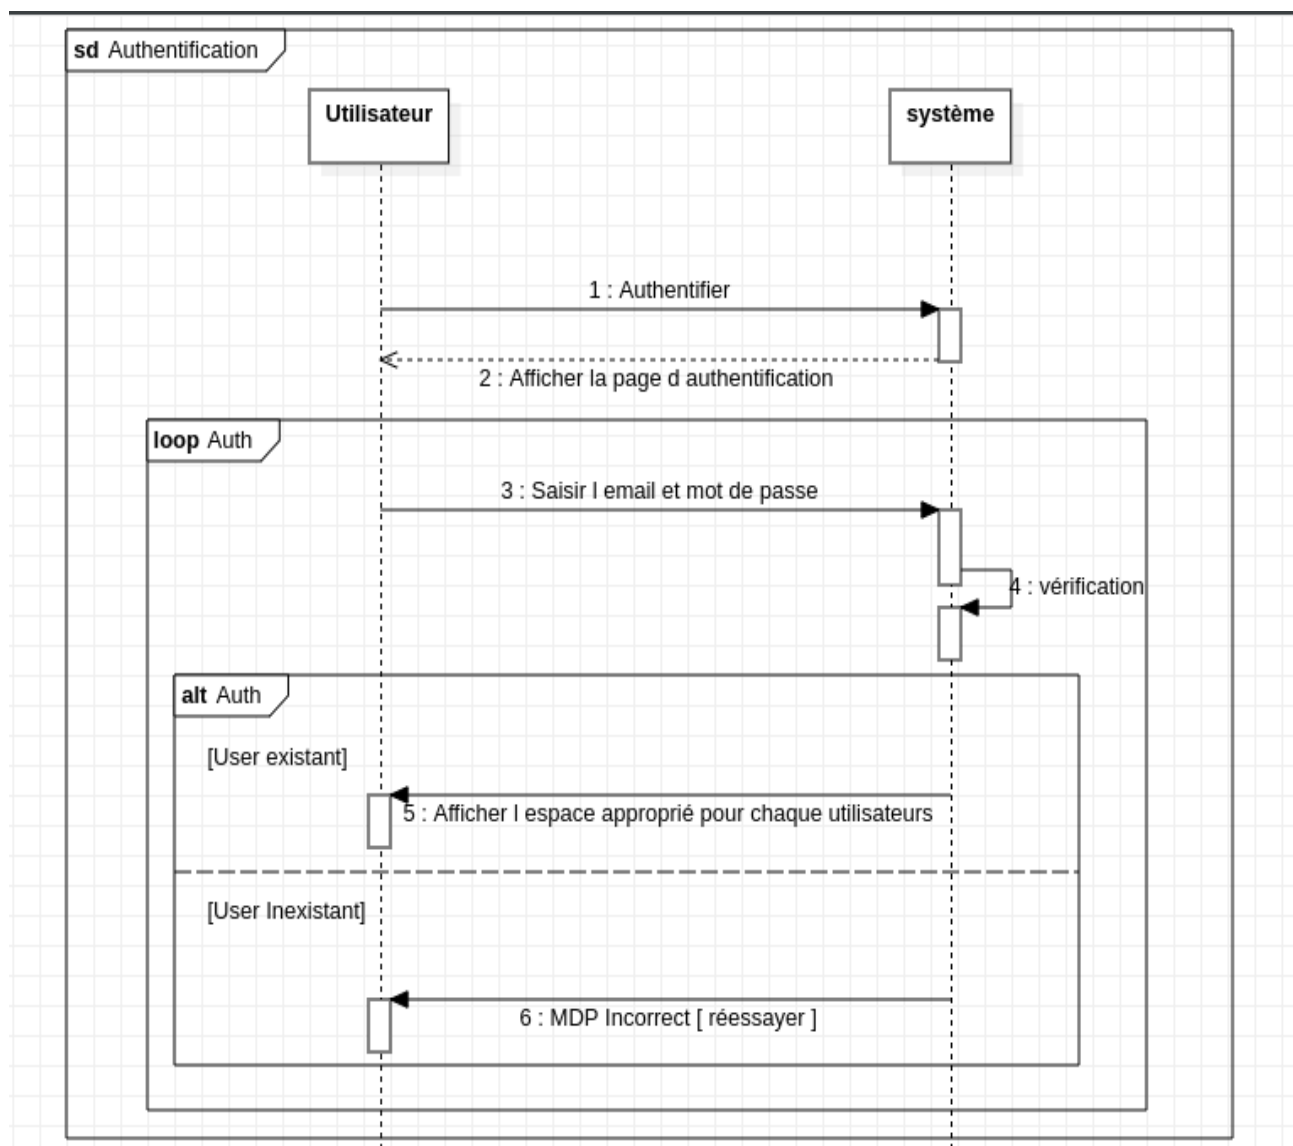 sd Authentification
Utilisateur
système
1 : Authentifier
2 : Afficher la page d authentification
loop Auth
3 : Saisir l email et mot de passe
4 : vérification
alt Auth
[User existant]
5 : Afficher l espace approprié pour chaque utilisateurs
[User Inexistant]
6 : MDP Incorrect [ réessayer ]